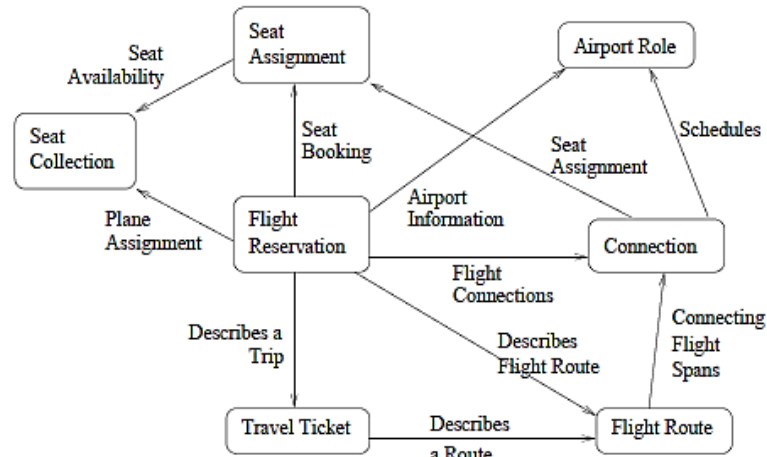 Seat
Assignment
Airport Role
Seat
Availability
Seat
Collection
Seat
Booking
Seat
Assignment
Schedules
Plane
Assignment
Flight
Reservation
Airport
Information
Connection
Flight
Connections
Describes a
Trip
Describes
Flight Route
Connecting
Flight
Spans
Travel Ticket
Describes
a Route
Flight Route